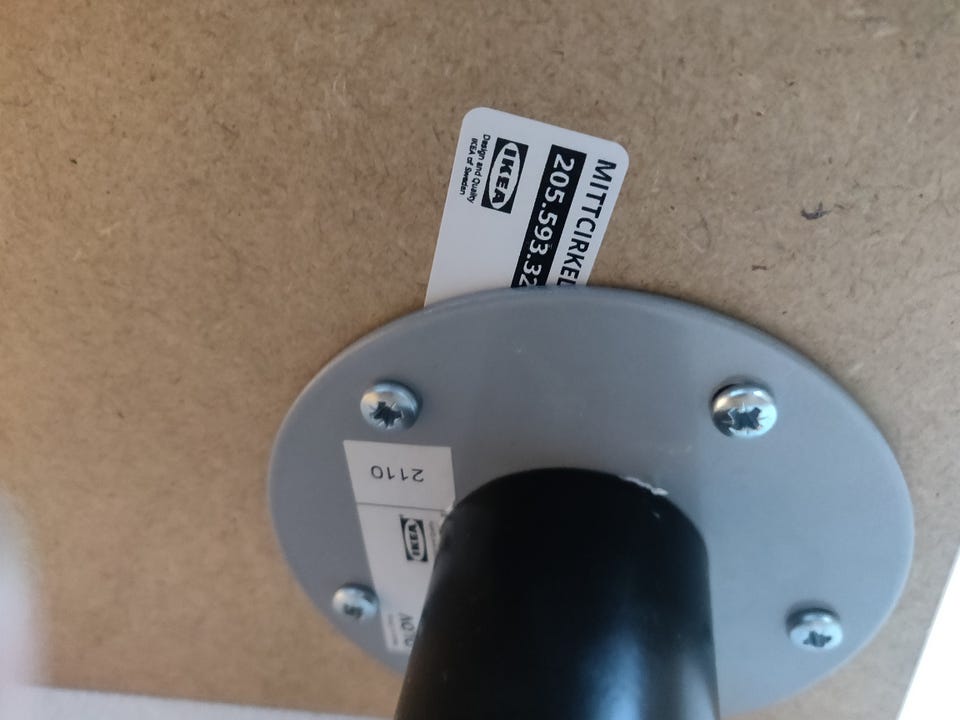 MITTCIRKEL
205.593.32
IKEA
Design and Quality
IKEA of Sweden
2110
IKEA